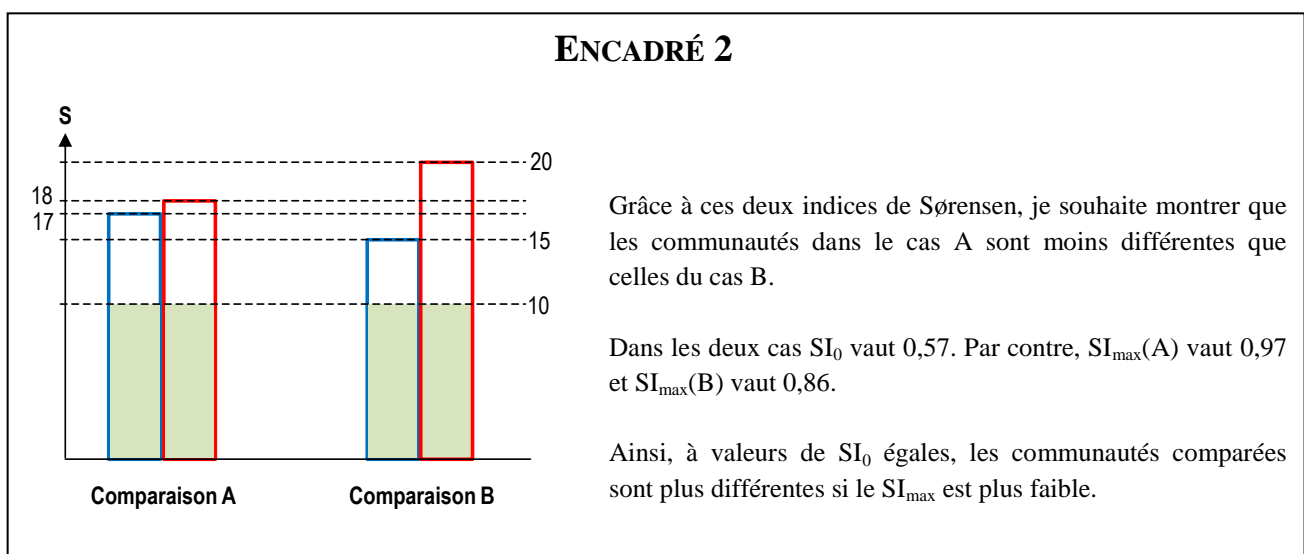 ENCADRÉ 2
S
20
18
17
15
10
Comparaison A
Comparaison B
Grâce à ces deux indices de Sørensen, je souhaite montrer que
les communautés dans le cas A sont moins différentes que
celles du cas B.
Dans les deux cas SI0 vaut 0,57. Par contre, SImax(A) vaut 0,97
et SImax(B) vaut 0,86.
Ainsi, à valeurs de SI0 égales, les communautés comparées
sont plus différentes si le SImax est plus faible.